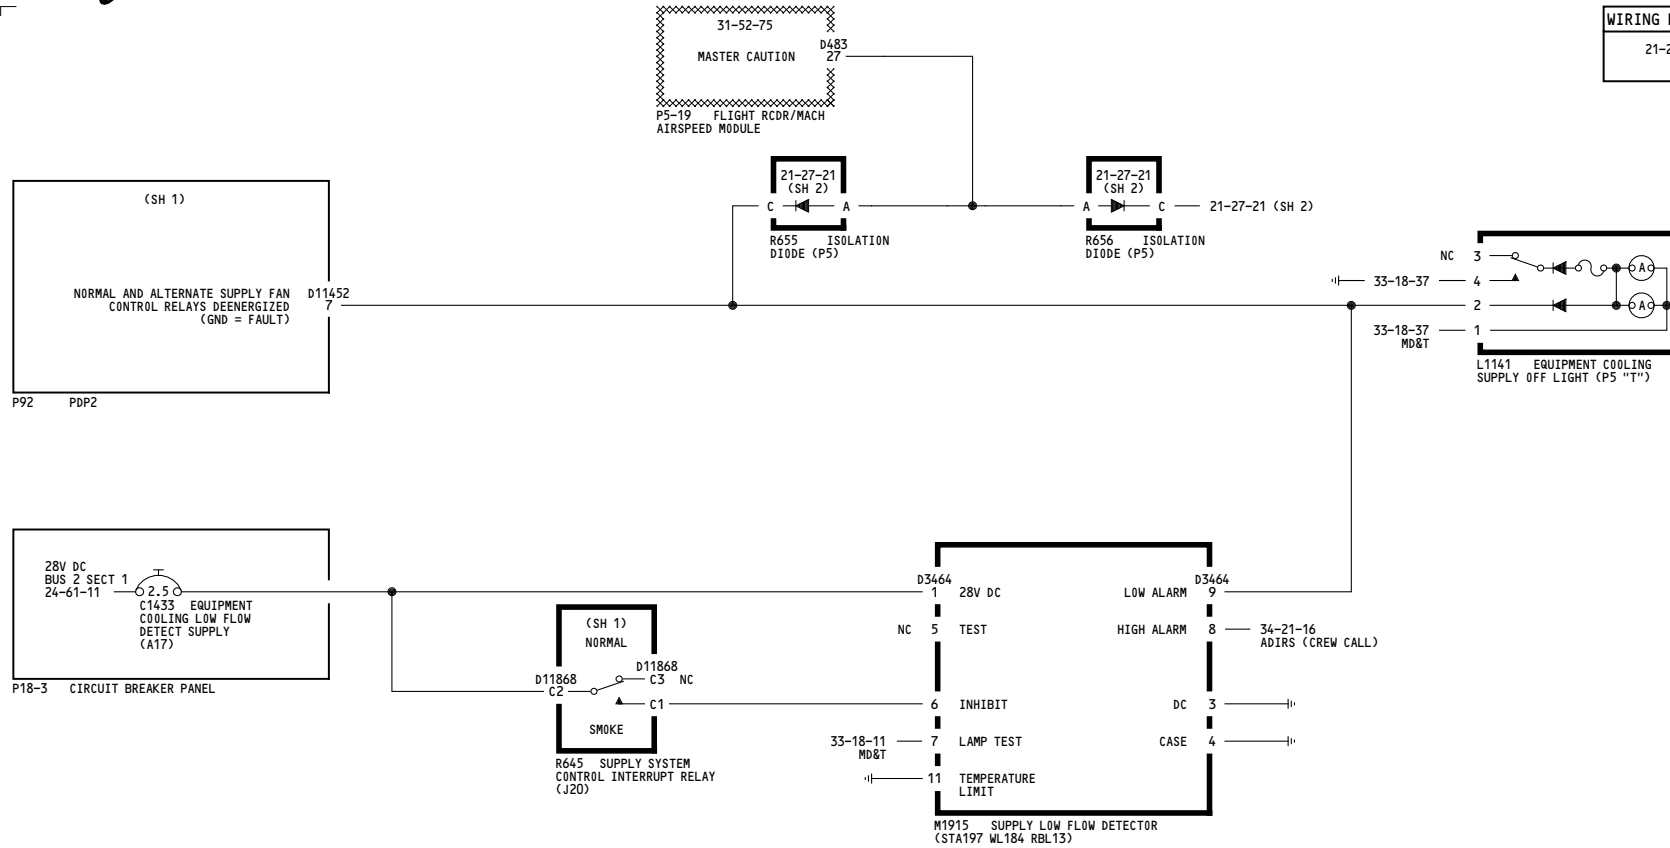 31-52-75
MASTER CAUTION
D483
27
P5-19 FLIGHT RCDR/MACH
AIRSPEED MODULE
WIRING
21-2
21-27-21
(SH 2)
C A
R655 ISOLATION
DIODE (P5)
21-27-21
(SH 2)
A C
21-27-21 (SH 2)
R656 ISOLATION
DIODE (P5)
(SH 1)
NORMAL AND ALTERNATE SUPPLY FAN
CONTROL RELAYS DEENERGIZED
(GND = FAULT)
D11452
7
P92 PDP2
NC 3
33-18-37 4
2
33-18-37 1
MD&T
A
A
L1141 EQUIPMENT COOLING
SUPPLY OFF LIGHT (P5 "T")
28V DC
BUS 2 SECT 1
24-61-11
2.5
C1433 EQUIPMENT
COOLING LOW FLOW
DETECT SUPPLY
(A17)
P18-3 CIRCUIT BREAKER PANEL
(SH 1)
NORMAL
D11868
C2
D11868
C3 NC
C1
SMOKE
R645 SUPPLY SYSTEM
CONTROL INTERRUPT RELAY
(J20)
D3464
1 28V DC
NC 5 TEST
6 INHIBIT
33-18-11 7 LAMP TEST
MD&T
11 TEMPERATURE
LIMIT
D3464
LOW ALARM 9
HIGH ALARM 8 34-21-16
ADIRS (CREW CALL)
DC 3
CASE 4
M1915 SUPPLY LOW FLOW DETECTOR
(STA197 WL184 RBL13)